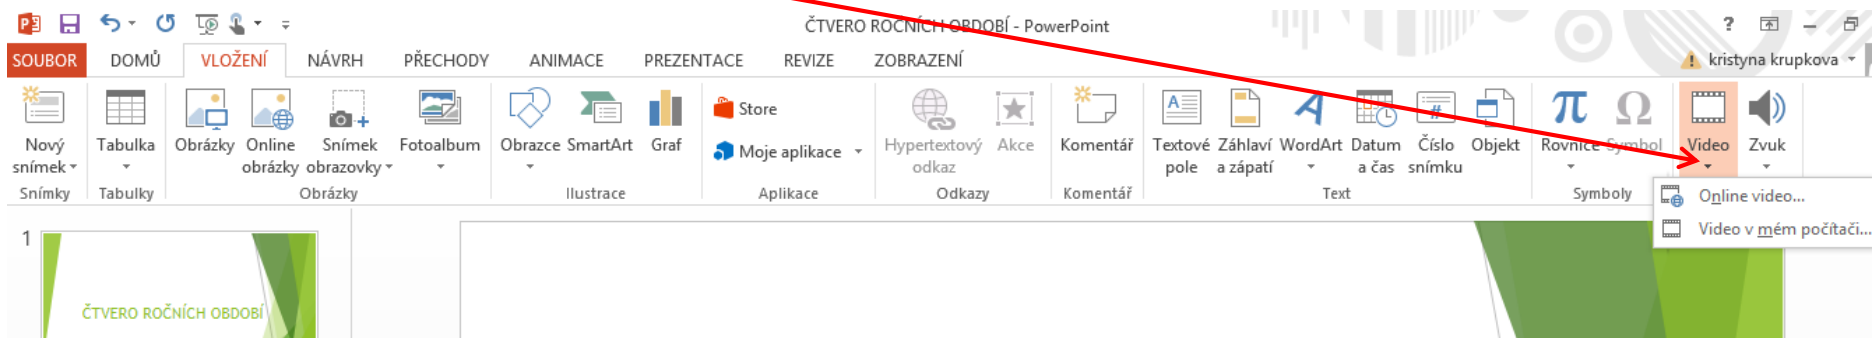 ČTVERO ROČNÍCH OBDOBÍ - PowerPoint
?
SOUBOR DOMŮ VLOŽENÍ NÁVRH PŘECHODY ANIMACE PREZENTACE REVIZE ZOBRAZENÍ kristyna krupkova
Nový snímek
Tabulka
Obrázky
Online obrázky
Snímek obrazovky
Fotoalbum
Obrazce
SmartArt
Graf
Store
Moje aplikace
Hypertextový odkaz
Akce
Komentář
Textové pole
Záhlaví a zápatí
WordArt
Datum a čas
Číslo snímku
Objekt
Rovnice
Symbol
Video
Zvuk
Snímky Tabulky Obrázky Ilustrace Aplikace Odkazy Komentář Text Symboly
Online video...
Video v mém počítači...
1
ČTVERO ROČNÍCH OBDOBÍ